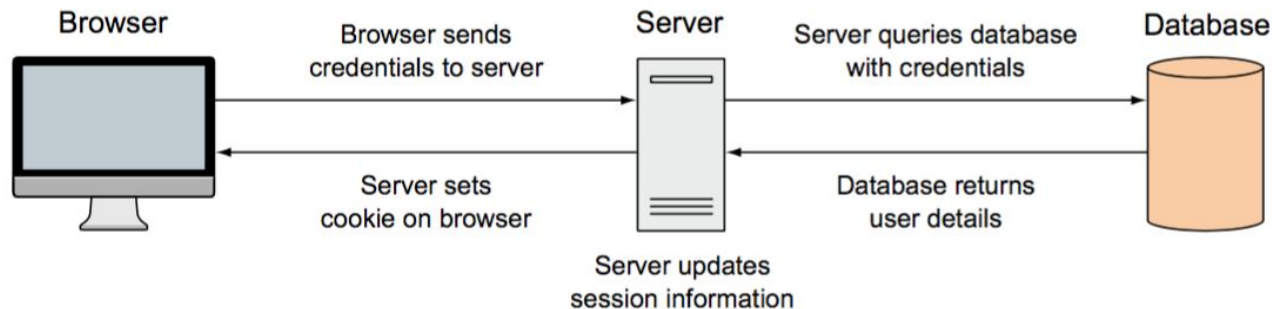 Browser
Browser sends
credentials to server
Server
Server queries database
with credentials
Database
Server sets
cookie on browser
Database returns
user details
Server updates
session information